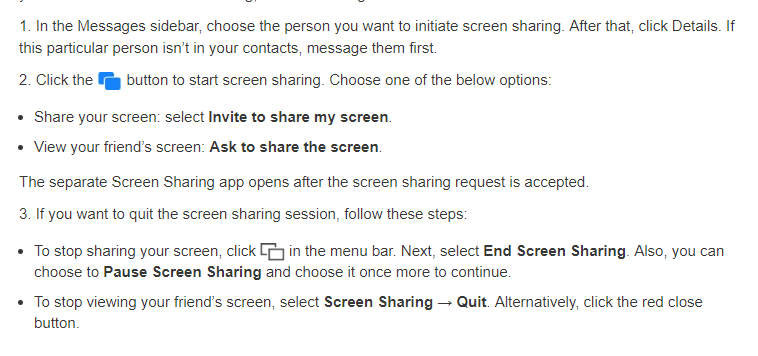 1. In the Messages sidebar, choose the person you want to initiate screen sharing. After that, click Details. If
this particular person isn’t in your contacts, message them first.
2. Click the button to start screen sharing. Choose one of the below options:
• Share your screen: select Invite to share my screen.
• View your friend’s screen: Ask to share the screen.
The separate Screen Sharing app opens after the screen sharing request is accepted.
3. If you want to quit the screen sharing session, follow these steps:
• To stop sharing your screen, click in the menu bar. Next, select End Screen Sharing. Also, you can
choose to Pause Screen Sharing and choose it once more to continue.
• To stop viewing your friend’s screen, select Screen Sharing → Quit. Alternatively, click the red close
button.